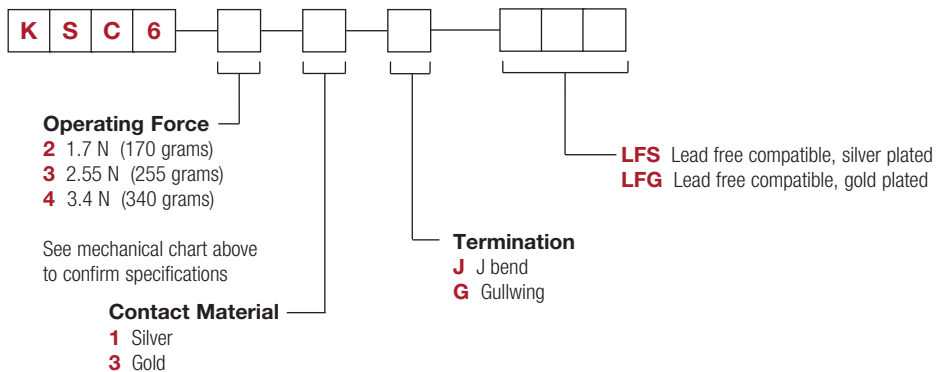 K S C 6
Operating Force
2 1.7 N (170 grams)
3 2.55 N (255 grams)
4 3.4 N (340 grams)
See mechanical chart above
to confirm specifications
Contact Material
1 Silver
3 Gold
Termination
J J bend
G Gullwing
LFS Lead free compatible, silver plated
LFG Lead free compatible, gold plated